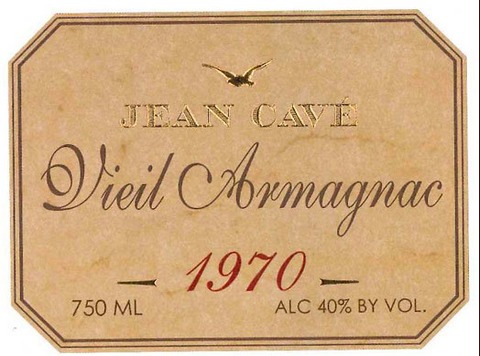 JEAN CAVÉ
Vieil Armagnac
1970
750 ML ALC 40% BY VOL.